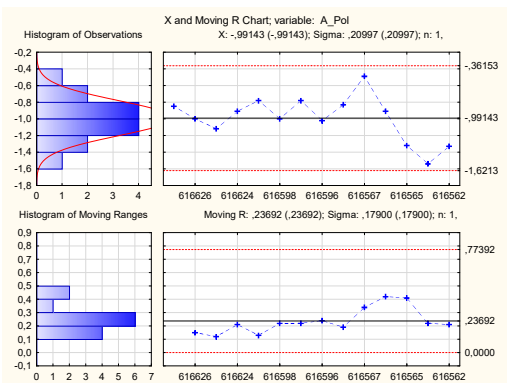 X and Moving R Chart; variable: A_Pol
Histogram of Observations
X: -,99143 (-,99143); Sigma: ,20997 (,20997); n: 1,
-0,2
-0,4
-0,6
-0,8
-1,0
-1,2
-1,4
-1,6
-1,8
0 1 2 3 4
-,36153
-,99143
-1,6213
616626 616624 616598 616596 616567 616565 616562
Histogram of Moving Ranges
Moving R: ,23692 (,23692); Sigma: ,17900 (,17900); n: 1,
0,9
0,8
0,7
0,6
0,5
0,4
0,3
0,2
0,1
0,0
-0,1
0 1 2 3 4 5 6 7
,77392
,23692
0,0000
616626 616624 616598 616596 616567 616565 616562